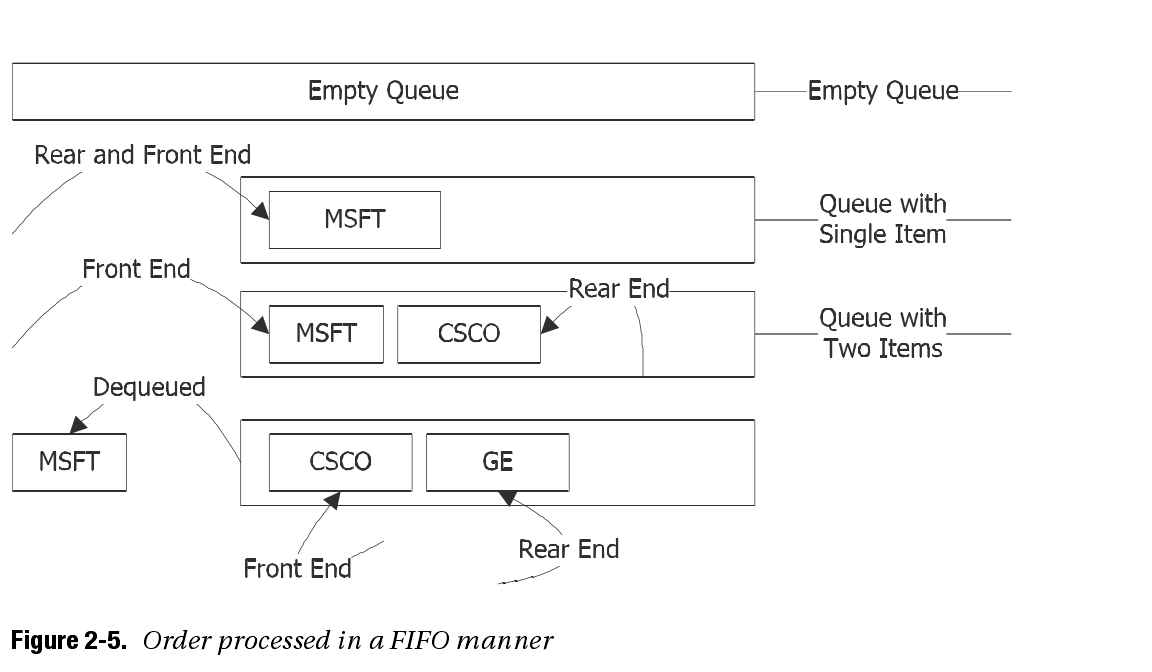 Empty Queue
Empty Queue
Rear and Front End
MSFT
Queue with
Single Item
Front End
Rear End
MSFT
CSCO
Queue with
Two Items
Dequeued
MSFT
CSCO
GE
Front End
Rear End
Figure 2-5. Order processed in a FIFO manner